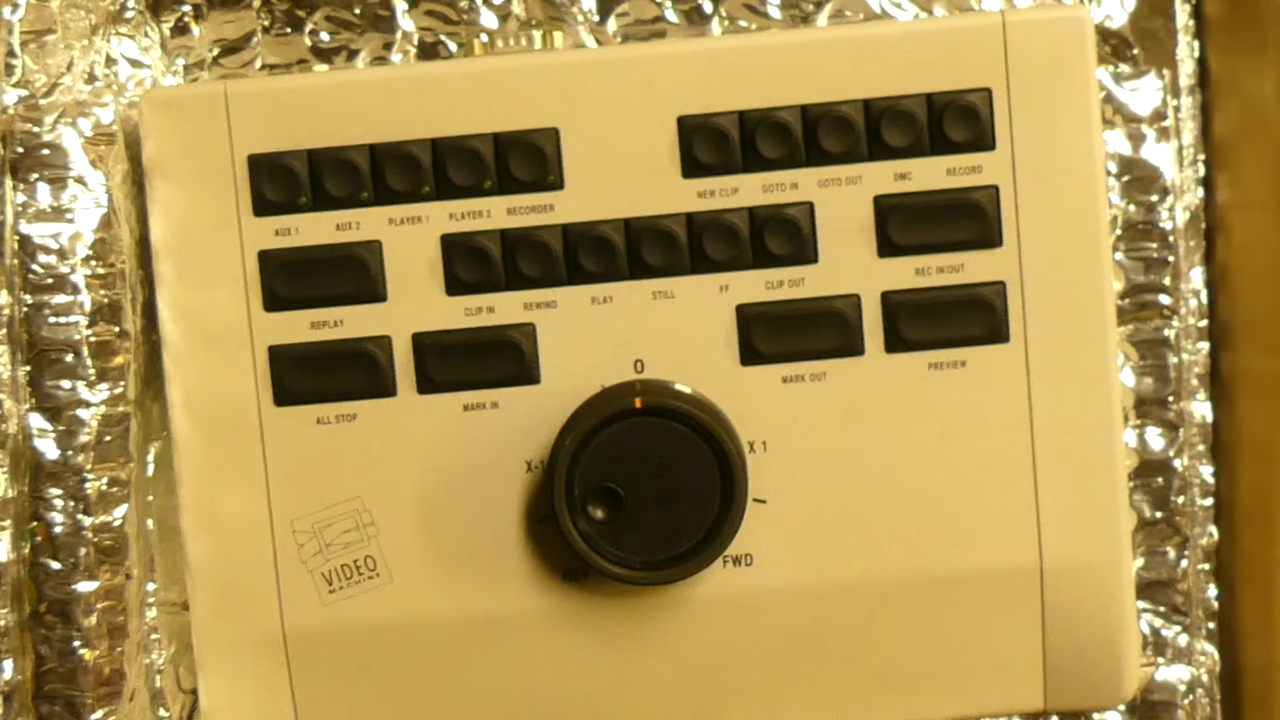 AUX 1 AUX 2 PLAYER 1 PLAYER 2 RECORDER
NEW CLIP GOTO IN GOTO OUT DMC RECORD
REPLAY
CLIP IN REWIND PLAY STILL FF CLIP OUT
REC IN/OUT
ALL STOP
MARK IN
MARK OUT
PREVIEW
0
X-1
X 1
FWD
VIDEO
MACHINE